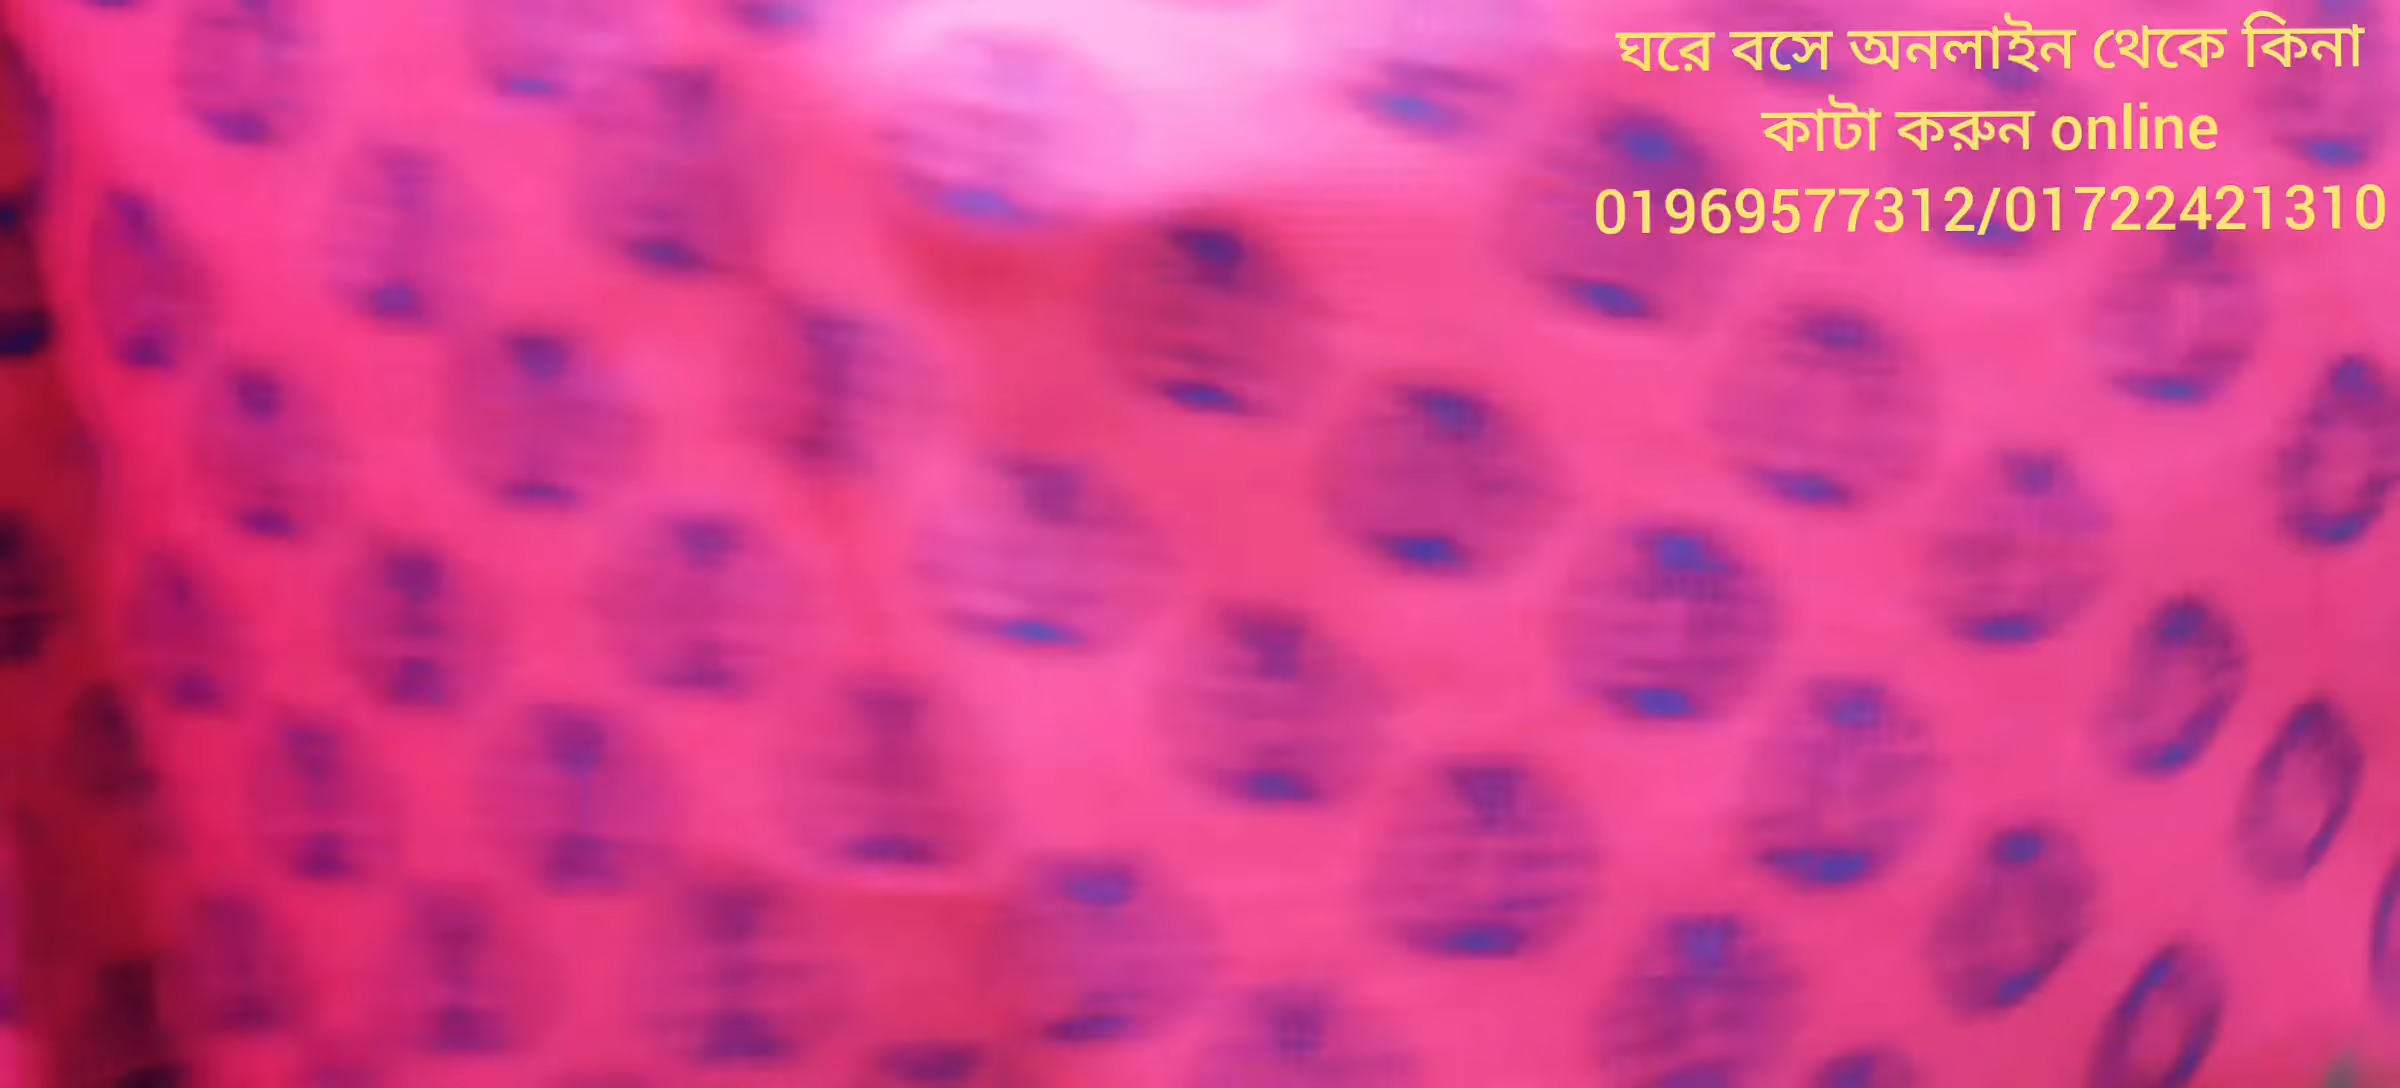 ঘরে বসে অনলাইন থেকে কিনা
কাটা করুন online
01969577312/01722421310